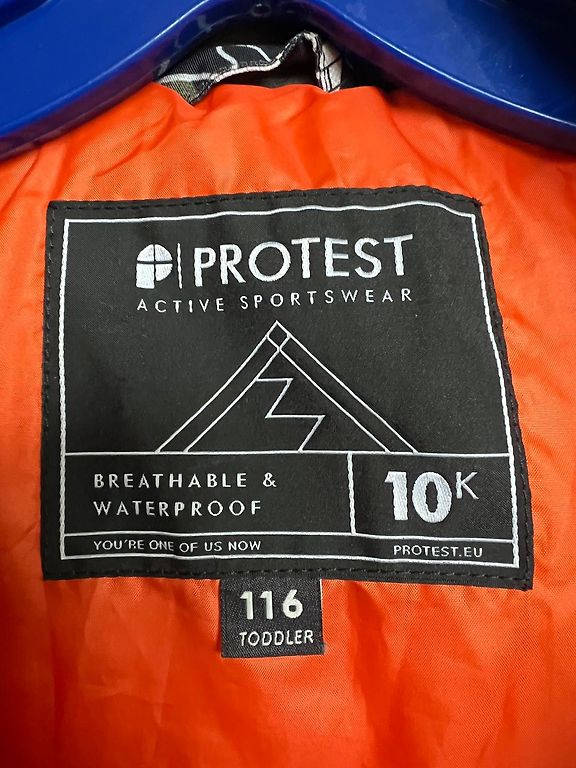 PROTEST
ACTIVE SPORTSWEAR
BREATHABLE &
WATERPROOF
10K
YOU'RE ONE OF US NOW
PROTEST.EU
116
TODDLER